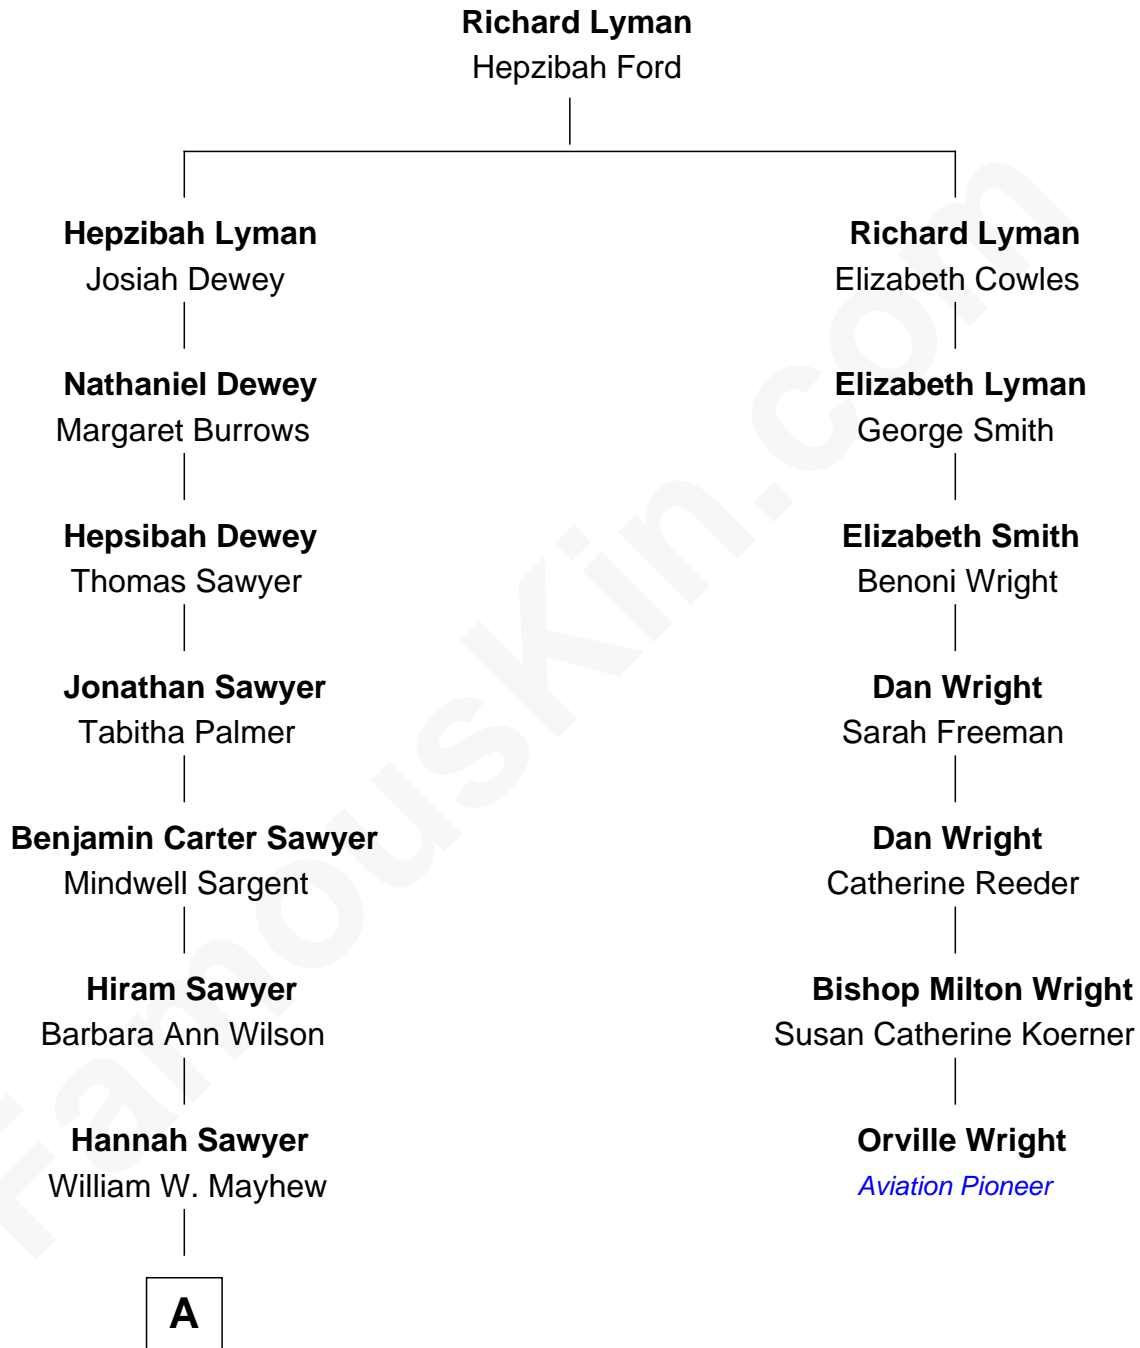 Richard Lyman
Hepzibah Ford
Hepzibah Lyman
Josiah Dewey
Richard Lyman
Elizabeth Cowles
Nathaniel Dewey
Margaret Burrows
Elizabeth Lyman
George Smith
Hepsibah Dewey
Thomas Sawyer
Elizabeth Smith
Benoni Wright
Jonathan Sawyer
Tabitha Palmer
Dan Wright
Sarah Freeman
Benjamin Carter Sawyer
Mindwell Sargent
Dan Wright
Catherine Reeder
Hiram Sawyer
Barbara Ann Wilson
Bishop Milton Wright
Susan Catherine Koerner
Hannah Sawyer
William W. Mayhew
Orville Wright
Aviation Pioneer
A
FamousKin.com